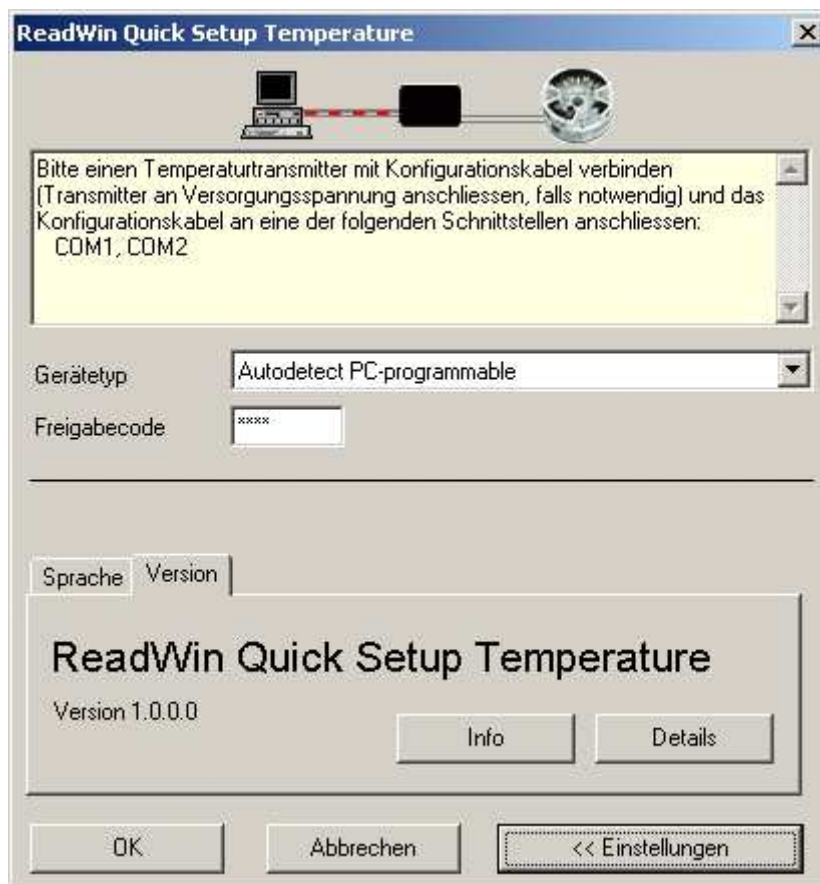 ReadWin Quick Setup Temperature
Bitte einen Temperaturtransmitter mit Konfigurationskabel verbinden
(Transmitter an Versorgungsspannung anschliessen, falls notwendig) und das
Konfigurationskabel an eine der folgenden Schnittstellen anschliessen:
COM1, COM2
Gerätetyp
Autodetect PC-programmable
Freigabecode
****
Sprache
Version
ReadWin Quick Setup Temperature
Version 1.0.0.0
Info
Details
OK
Abbrechen
<< Einstellungen